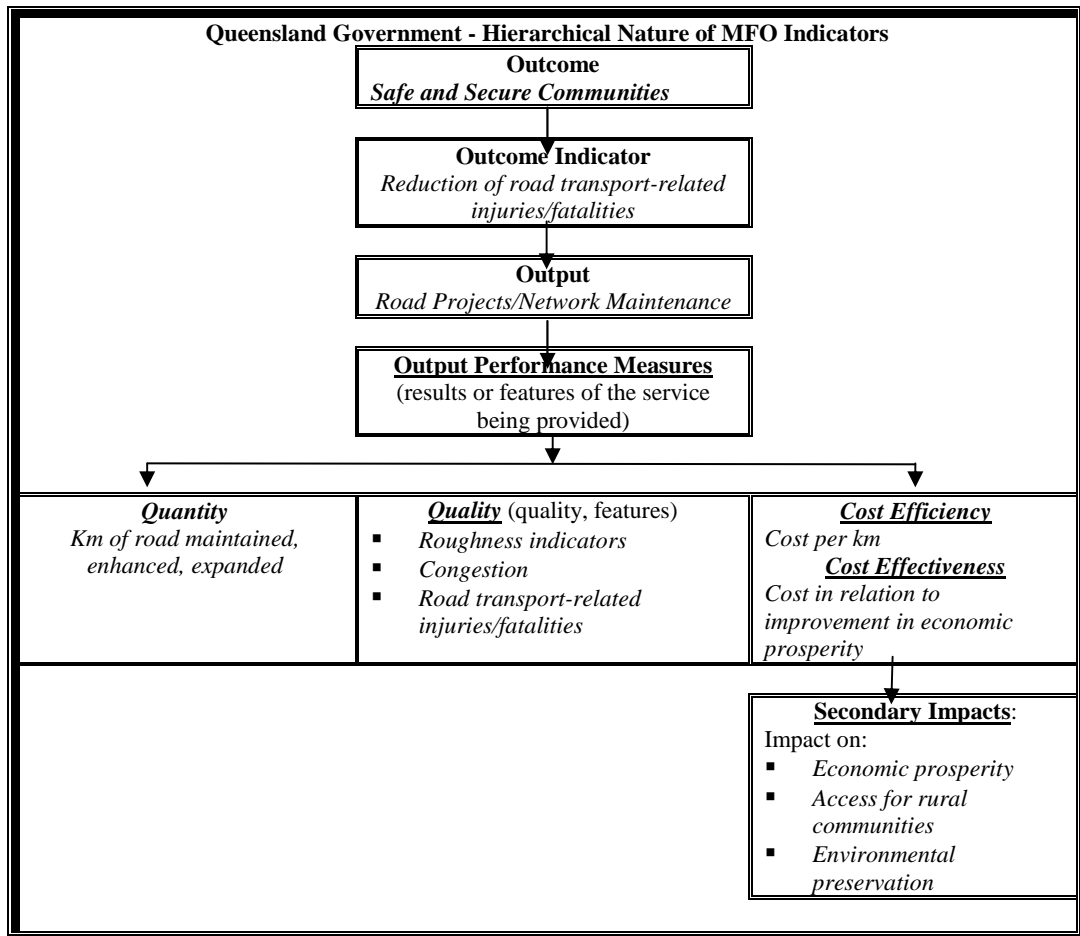 Queensland Government - Hierarchical Nature of MFO Indicators
Outcome
Safe and Secure Communities
Outcome Indicator
Reduction of road transport-related
injuries/fatalities
Output
Road Projects/Network Maintenance
Output Performance Measures
(results or features of the service
being provided)
Quantity
Km of road maintained,
enhanced, expanded
Quality (quality, features)
▪ Roughness indicators
▪ Congestion
▪ Road transport-related
injuries/fatalities
Cost Efficiency
Cost per km
Cost Effectiveness
Cost in relation to
improvement in economic
prosperity
Secondary Impacts:
Impact on:
▪ Economic prosperity
▪ Access for rural
communities
▪ Environmental
preservation